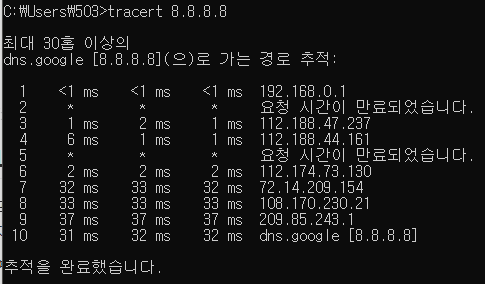 C:₩Users₩503>tracert 8.8.8.8
최대 30홉 이상의
dns.google [8.8.8.8](으)로 가는 경로 추적:
1 <1 ms <1 ms <1 ms 192.168.0.1
2 * * * 요청 시간이 만료되었습니다.
3 1 ms 2 ms 1 ms 112.188.47.237
4 6 ms 1 ms 1 ms 112.188.44.161
5 * * * 요청 시간이 만료되었습니다.
6 2 ms 2 ms 2 ms 112.174.73.130
7 32 ms 33 ms 32 ms 72.14.209.154
8 33 ms 33 ms 33 ms 108.170.230.21
9 37 ms 37 ms 37 ms 209.85.243.1
10 31 ms 32 ms 32 ms dns.google [8.8.8.8]
추적을 완료했습니다.